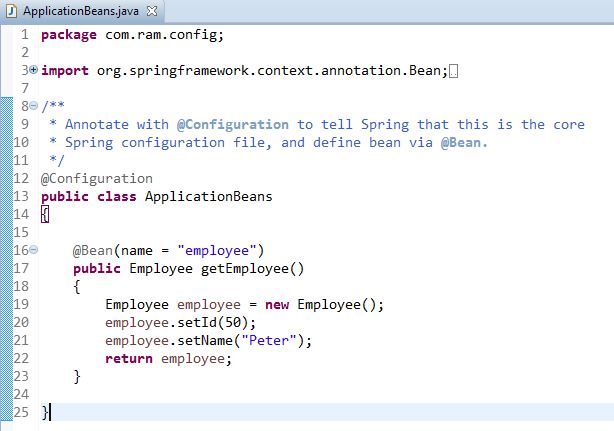 ApplicationBeans.java
1 package com.ram.config;
2
3 import org.springframework.context.annotation.Bean;
7
8 /**
9  * Annotate with @Configuration to tell Spring that this is the core
10  * Spring configuration file, and define bean via @Bean.
11  */
12 @Configuration
13 public class ApplicationBeans
14 {
15
16     @Bean(name = "employee")
17     public Employee getEmployee()
18     {
19         Employee employee = new Employee();
20         employee.setId(50);
21         employee.setName("Peter");
22         return employee;
23     }
24
25 }